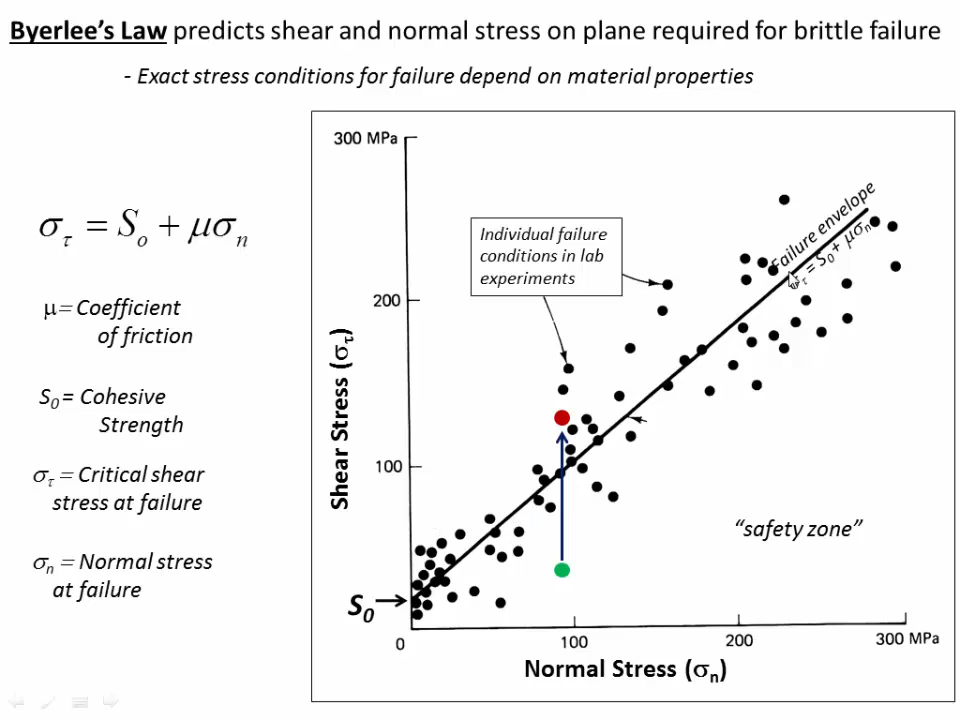 Byerlee's Law predicts shear and normal stress on plane required for brittle failure
- Exact stress conditions for failure depend on material properties
σ_τ = S_o + μσ_n
μ= Coefficient
of friction
S₀ = Cohesive
Strength
σ_τ = Critical shear
stress at failure
σ_n = Normal stress
at failure
300 MPa
200
100
Shear Stress (σ_τ)
S₀
Individual failure
conditions in lab
experiments
Failure envelope
σ_τ = S₀ + μσ_n
"safety zone"
0
100
200
300 MPa
Normal Stress (σ_n)